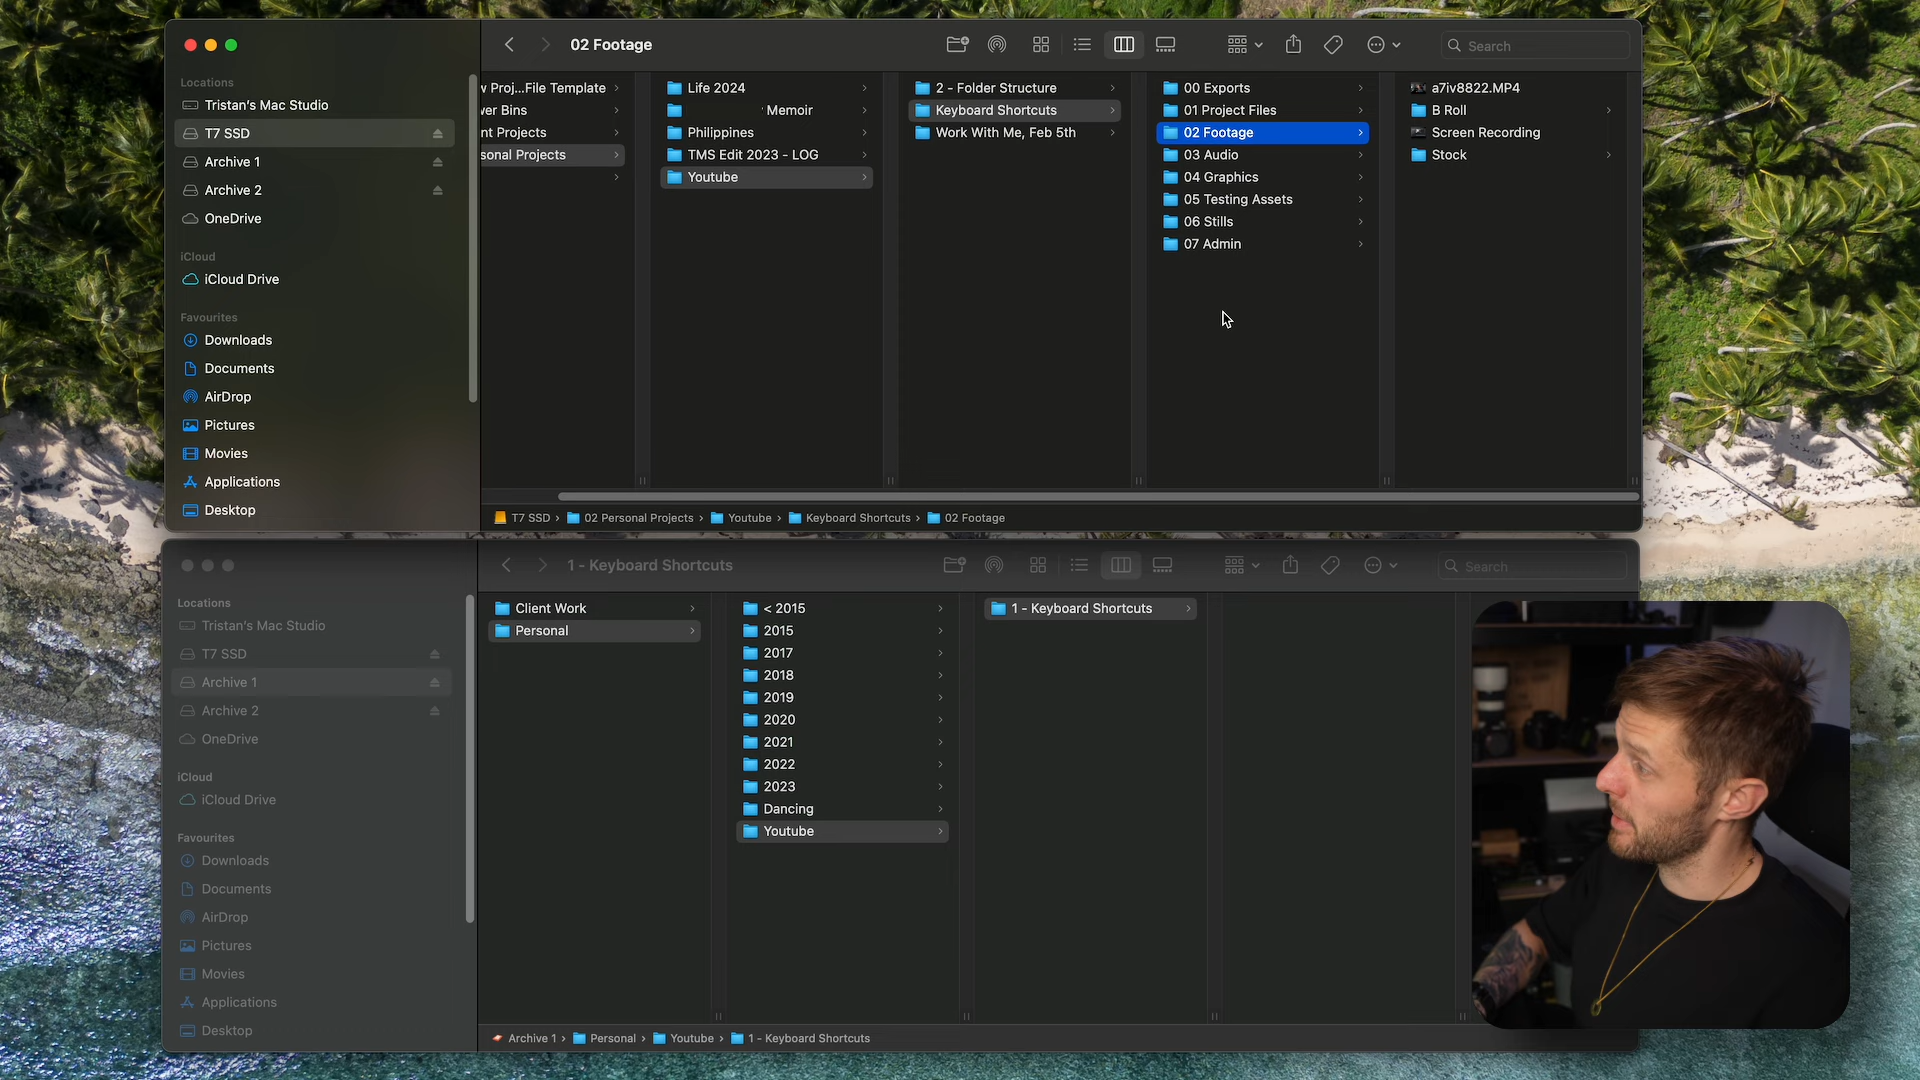 02 Footage
Search
Locations
Tristan's Mac Studio
T7 SSD
Archive 1
Archive 2
OneDrive
iCloud
iCloud Drive
Favourites
Downloads
Documents
AirDrop
Pictures
Movies
Applications
Desktop
w Proj...File Template
wer Bins
nt Projects
sonal Projects
Life 2024
Memoir
Philippines
TMS Edit 2023 - LOG
Youtube
2 - Folder Structure
Keyboard Shortcuts
Work With Me, Feb 5th
00 Exports
01 Project Files
02 Footage
03 Audio
04 Graphics
05 Testing Assets
06 Stills
07 Admin
a7iv8822.MP4
B Roll
Screen Recording
Stock
T7 SSD › 02 Personal Projects › Youtube › Keyboard Shortcuts › 02 Footage
1 - Keyboard Shortcuts
Search
Locations
Tristan's Mac Studio
T7 SSD
Archive 1
Archive 2
OneDrive
iCloud
iCloud Drive
Favourites
Downloads
Documents
AirDrop
Pictures
Movies
Applications
Desktop
Client Work
Personal
< 2015
2015
2017
2018
2019
2020
2021
2022
2023
Dancing
Youtube
1 - Keyboard Shortcuts
Archive 1 › Personal › Youtube › 1 - Keyboard Shortcuts